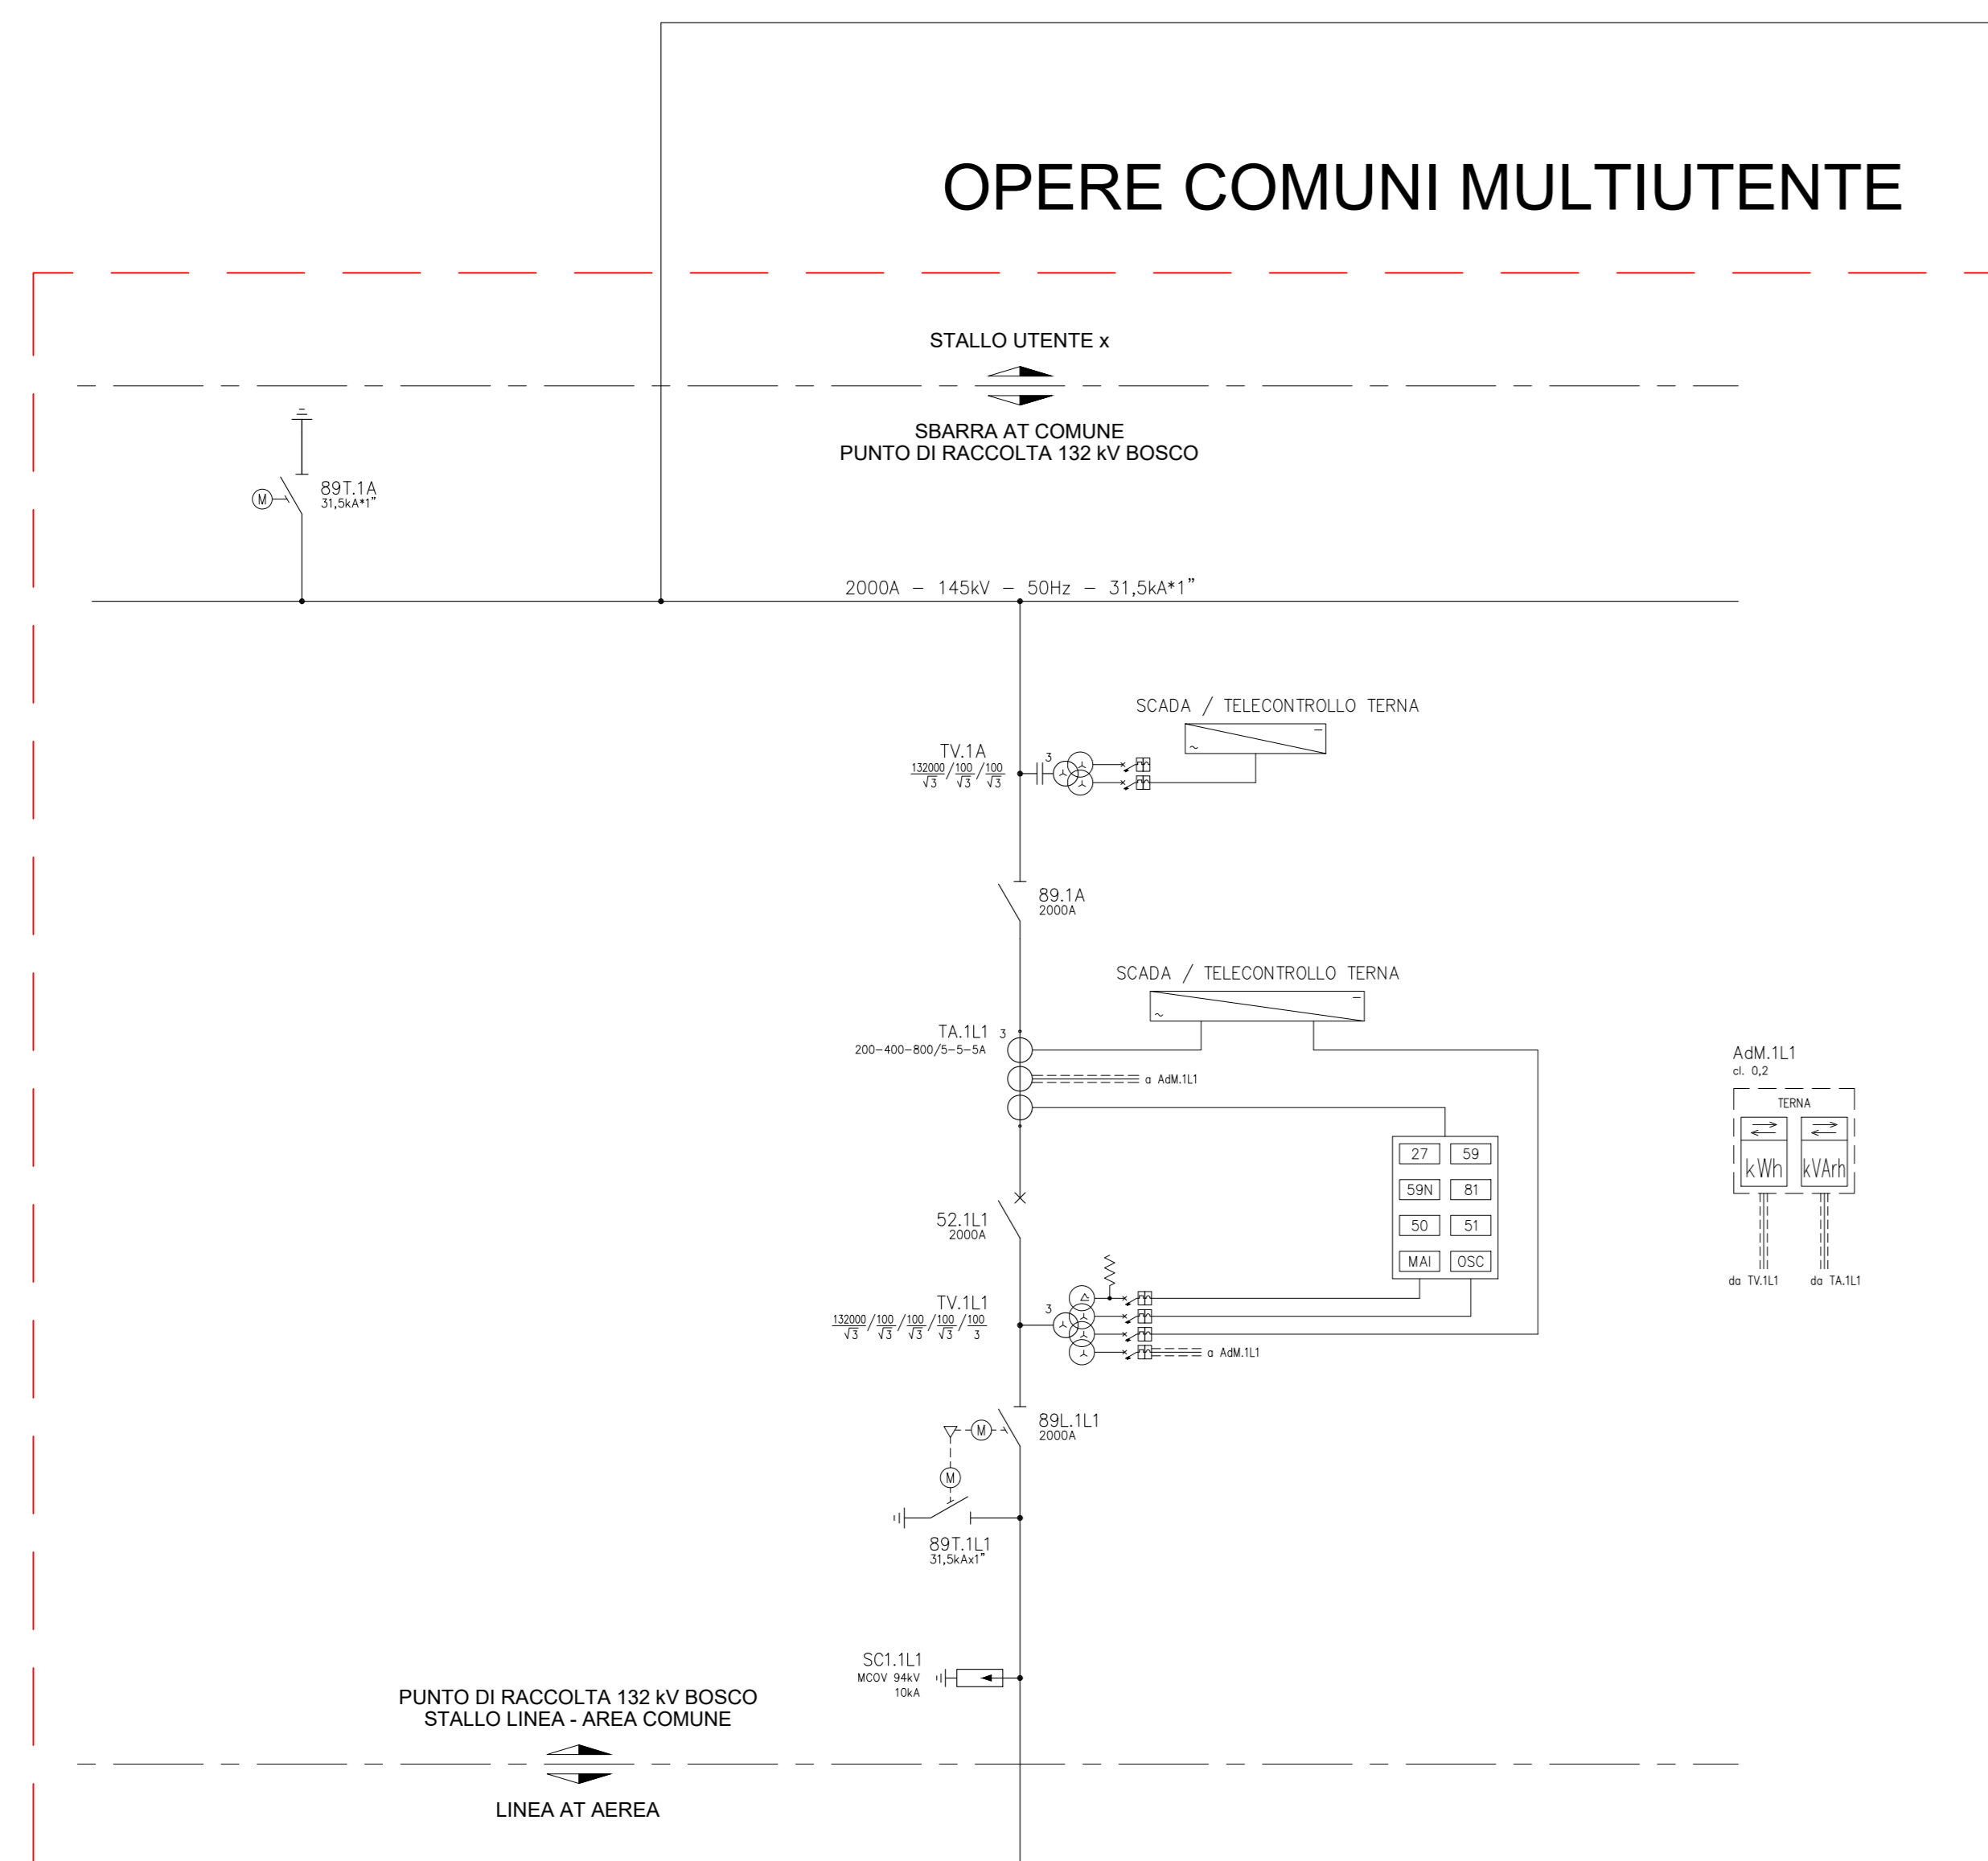 OPERE COMUNI MULTIUTENTE
STALLO UTENTE x
SBARRA AT COMUNE
PUNTO DI RACCOLTA 132 kV BOSCO
M
89T.1A
31,5kA*1”
2000A – 145kV – 50Hz – 31,5kA*1”
SCADA / TELECONTROLLO TERNA
TV.1A
132000/√3 / 100/√3 / 100/√3
3
~ –
89.1A
2000A
SCADA / TELECONTROLLO TERNA
~ –
TA.1L1
3
200-400-800/5-5-5A
a AdM.1L1
AdM.1L1
cl. 0,2
TERNA
kWh
kVArh
da TV.1L1
da TA.1L1
27 59
59N 81
50 51
MAI OSC
52.1L1
2000A
TV.1L1
132000/√3 / 100/√3 / 100/√3 / 100/√3 / 100/3
3
a AdM.1L1
89L.1L1
2000A
M
M
89T.1L1
31,5kAx1”
SC1.1L1
MCOV 94kV
10kA
PUNTO DI RACCOLTA 132 kV BOSCO
STALLO LINEA - AREA COMUNE
LINEA AT AEREA